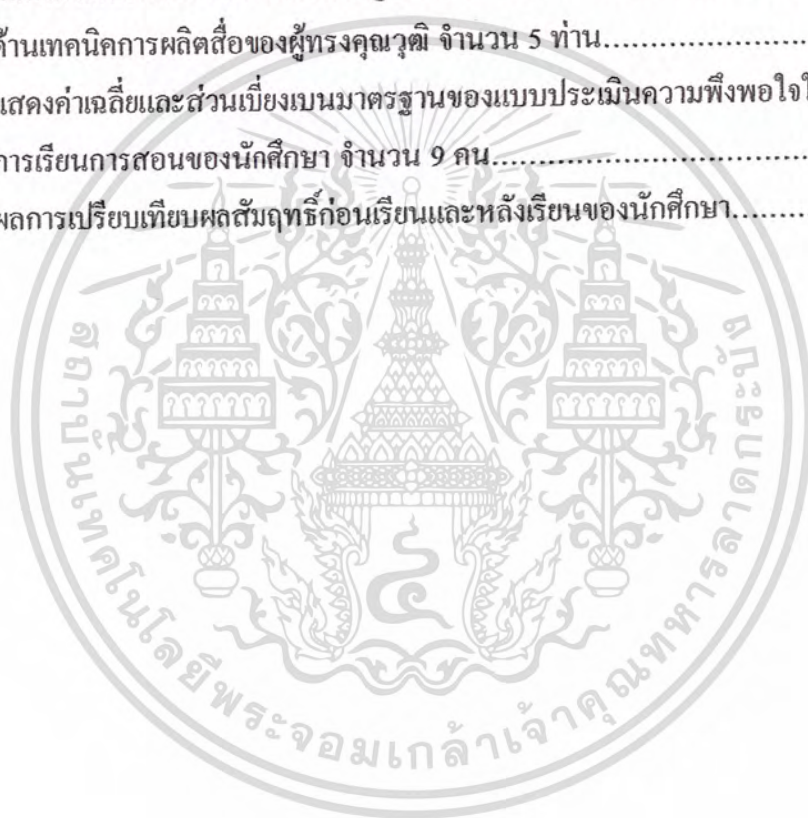 ด้านเทคนิคการผลิตสื่อของผู้ทรงคุณวุฒิ จำนวน 5 ท่าน......................
แสดงค่าเฉลี่ยและส่วนเบี่ยงเบนมาตรฐานของแบบประเมินความพึงพอใจ
การเรียนการสอนของนักศึกษา จำนวน 9 คน..................................
ผลการเปรียบเทียบผลสัมฤทธิ์ก่อนเรียนและหลังเรียนของนักศึกษา.........
สถาบันเทคโนโลยีพระจอมเกล้าเจ้าคุณทหารลาดกระบัง